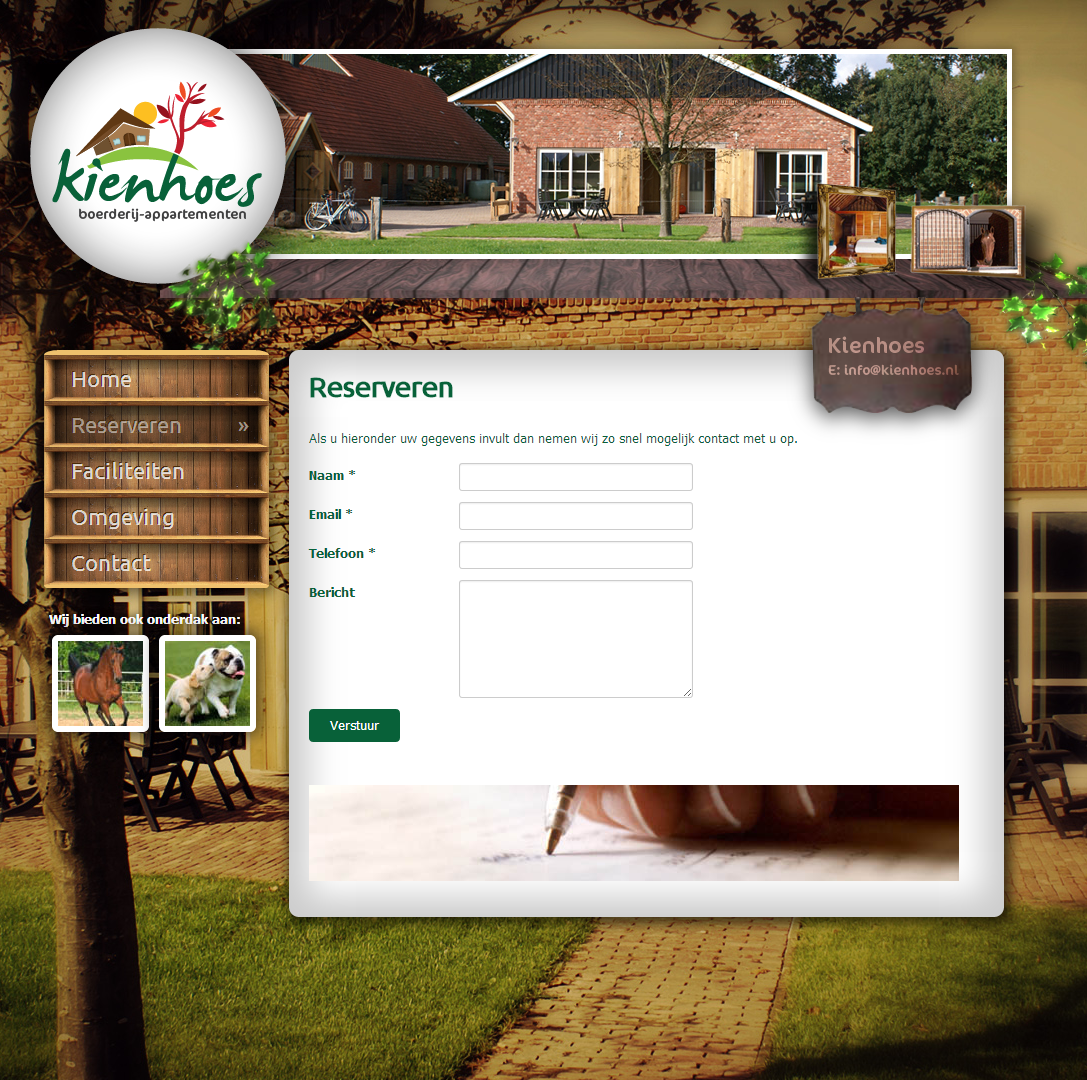 kienhoes
boerderij-appartementen
Kienhoes
E: info@kienhoes.nl
Home
Reserveren »
Faciliteiten
Omgeving
Contact
Wij bieden ook onderdak aan:
Reserveren
Als u hieronder uw gegevens invult dan nemen wij zo snel mogelijk contact met u op.
Naam *
Email *
Telefoon *
Bericht
Verstuur